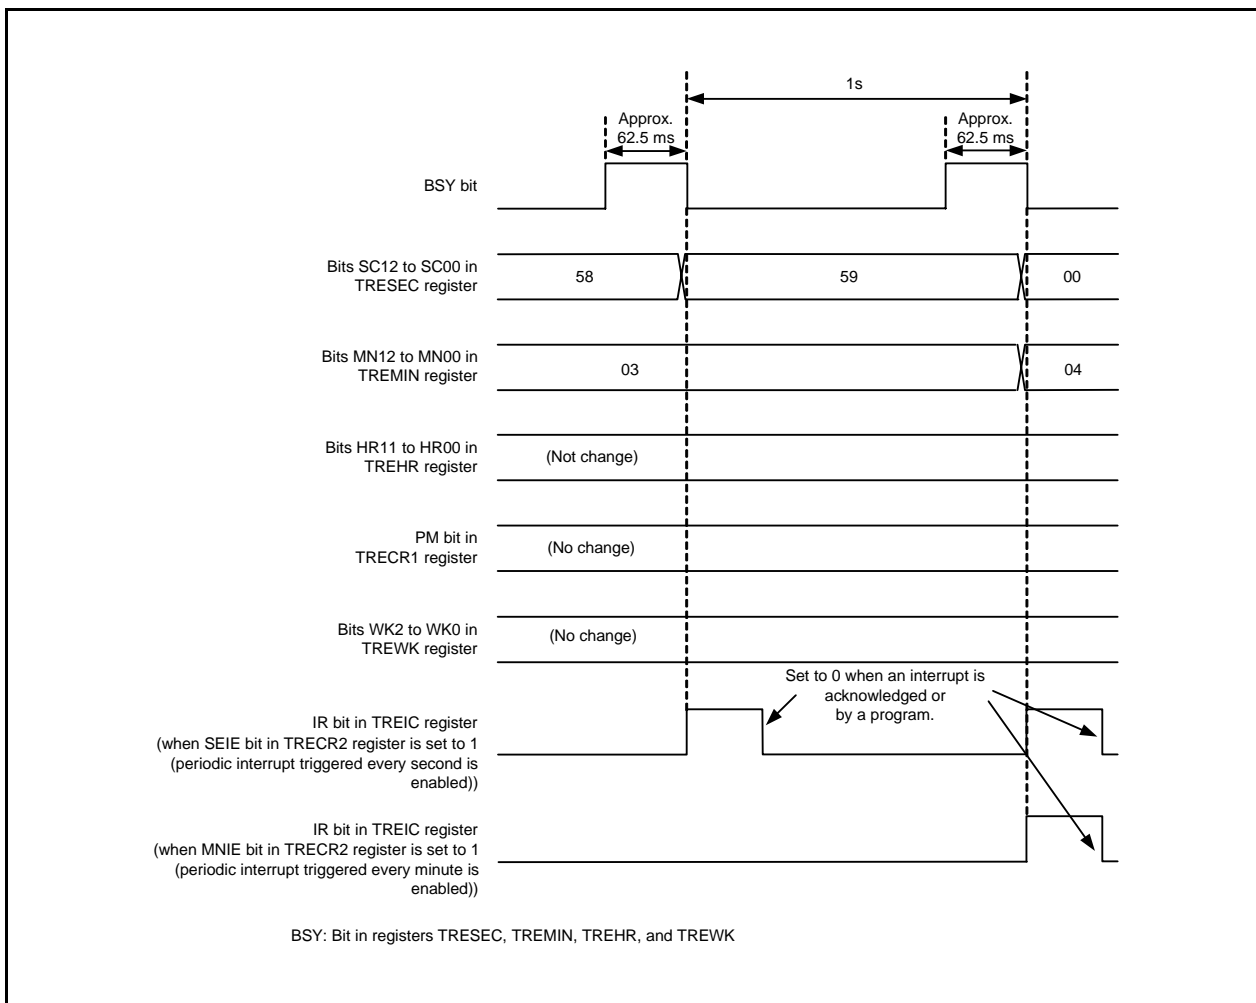 1s
Approx.
62.5 ms
Approx.
62.5 ms
BSY bit
Bits SC12 to SC00 in
TRESEC register
58
59
00
Bits MN12 to MN00 in
TREMIN register
03
04
Bits HR11 to HR00 in
TREHR register
(Not change)
PM bit in
TRECR1 register
(No change)
Bits WK2 to WK0 in
TREWK register
(No change)
Set to 0 when an interrupt is
acknowledged or
by a program.
IR bit in TREIC register
(when SEIE bit in TRECR2 register is set to 1
(periodic interrupt triggered every second is
enabled))
IR bit in TREIC register
(when MNIE bit in TRECR2 register is set to 1
(periodic interrupt triggered every minute is
enabled))
BSY: Bit in registers TRESEC, TREMIN, TREHR, and TREWK